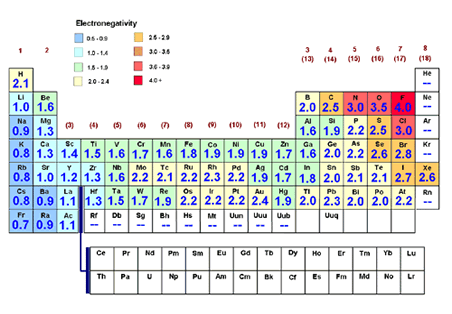 Electronegativity
0.5 - 0.9 2.5 - 2.9
1.0 - 1.4 3.0 - 3.5
1.5 - 1.9 3.5 - 3.9
2.0 - 2.4 4.0 +
1 2 3 4 5 6 7 8
(13) (14) (15) (16) (17) (18)
H He
2.1 --
Li Be B C N O F Ne
1.0 1.6 2.0 2.5 3.0 3.5 4.0 --
Na Mg (3) (4) (5) (6) (7) (8) (9) (10) (11) (12) Al Si P S Cl Ar
0.9 1.3 1.6 1.9 2.2 2.5 3.0 --
K Ca Sc Ti V Cr Mn Fe Co Ni Cu Zn Ga Ge As Se Br Kr
0.8 1.3 1.4 1.5 1.6 1.7 1.6 1.8 1.9 1.9 1.9 1.7 1.6 2.0 2.2 2.6 2.8 --
Rb Sr Y Zr Nb Mo Tc Ru Rh Pd Ag Cd In Sn Sb Te I Xe
0.8 1.0 1.2 1.3 1.6 2.2 2.1 2.2 2.3 2.2 1.9 1.7 1.8 2.0 2.1 2.1 2.7 2.6
Cs Ba La Hf Ta W Re Os Ir Pt Au Hg Tl Pb Bi Po At Rn
0.8 0.9 1.1 1.3 1.5 1.7 1.9 2.2 2.2 2.2 2.4 1.9 2.0 2.3 2.0 2.0 2.2 --
Fr Ra Ac Rf Db Sg Bh Hs Mt Uun Uuu Uub Uuq
0.7 0.9 1.1 -- -- -- -- -- -- -- -- --
Ce Pr Nd Pm Sm Eu Gd Tb Dy Ho Er Tm Yb Lu
Th Pa U Np Pu Am Cm Bk Cf Es Fm Md No Lr